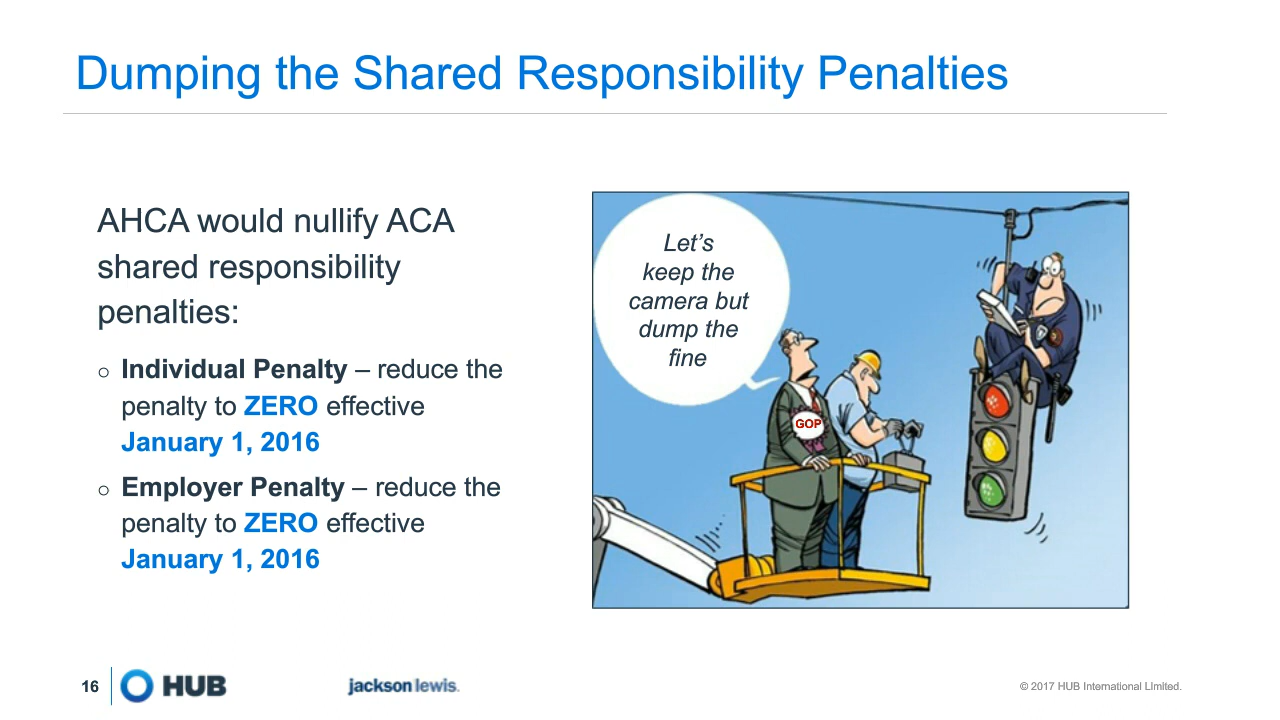 Dumping the Shared Responsibility Penalties
AHCA would nullify ACA
shared responsibility
penalties:
○ Individual Penalty – reduce the
penalty to ZERO effective
January 1, 2016
○ Employer Penalty – reduce the
penalty to ZERO effective
January 1, 2016
Let’s
keep the
camera but
dump the
fine
GOP
16
HUB
jackson lewis.
© 2017 HUB International Limited.